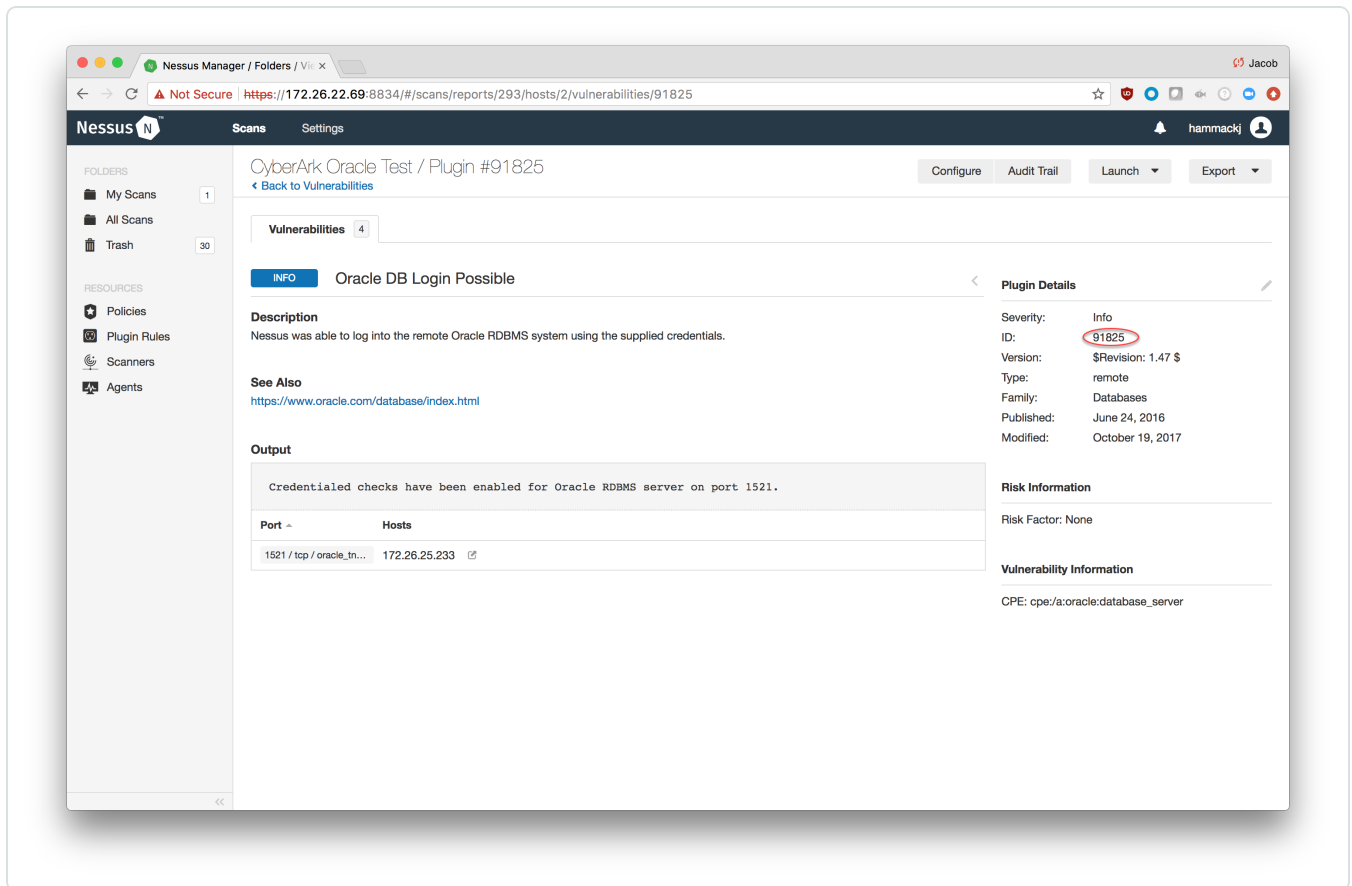 Nessus Manager / Folders / Vie
Jacob
Not Secure https://172.26.22.69:8834/#/scans/reports/293/hosts/2/vulnerabilities/91825
Nessus N ™ Scans Settings hammackj
FOLDERS
My Scans 1
All Scans
Trash 30
RESOURCES
Policies
Plugin Rules
Scanners
Agents
CyberArk Oracle Test / Plugin #91825
Back to Vulnerabilities
Configure Audit Trail Launch Export
Vulnerabilities 4
INFO Oracle DB Login Possible
Description
Nessus was able to log into the remote Oracle RDBMS system using the supplied credentials.
See Also
https://www.oracle.com/database/index.html
Output
Credentialed checks have been enabled for Oracle RDBMS server on port 1521.
Port Hosts
1521 / tcp / oracle_tn... 172.26.25.233
Plugin Details
Severity: Info
ID: 91825
Version: $Revision: 1.47 $
Type: remote
Family: Databases
Published: June 24, 2016
Modified: October 19, 2017
Risk Information
Risk Factor: None
Vulnerability Information
CPE: cpe:/a:oracle:database_server